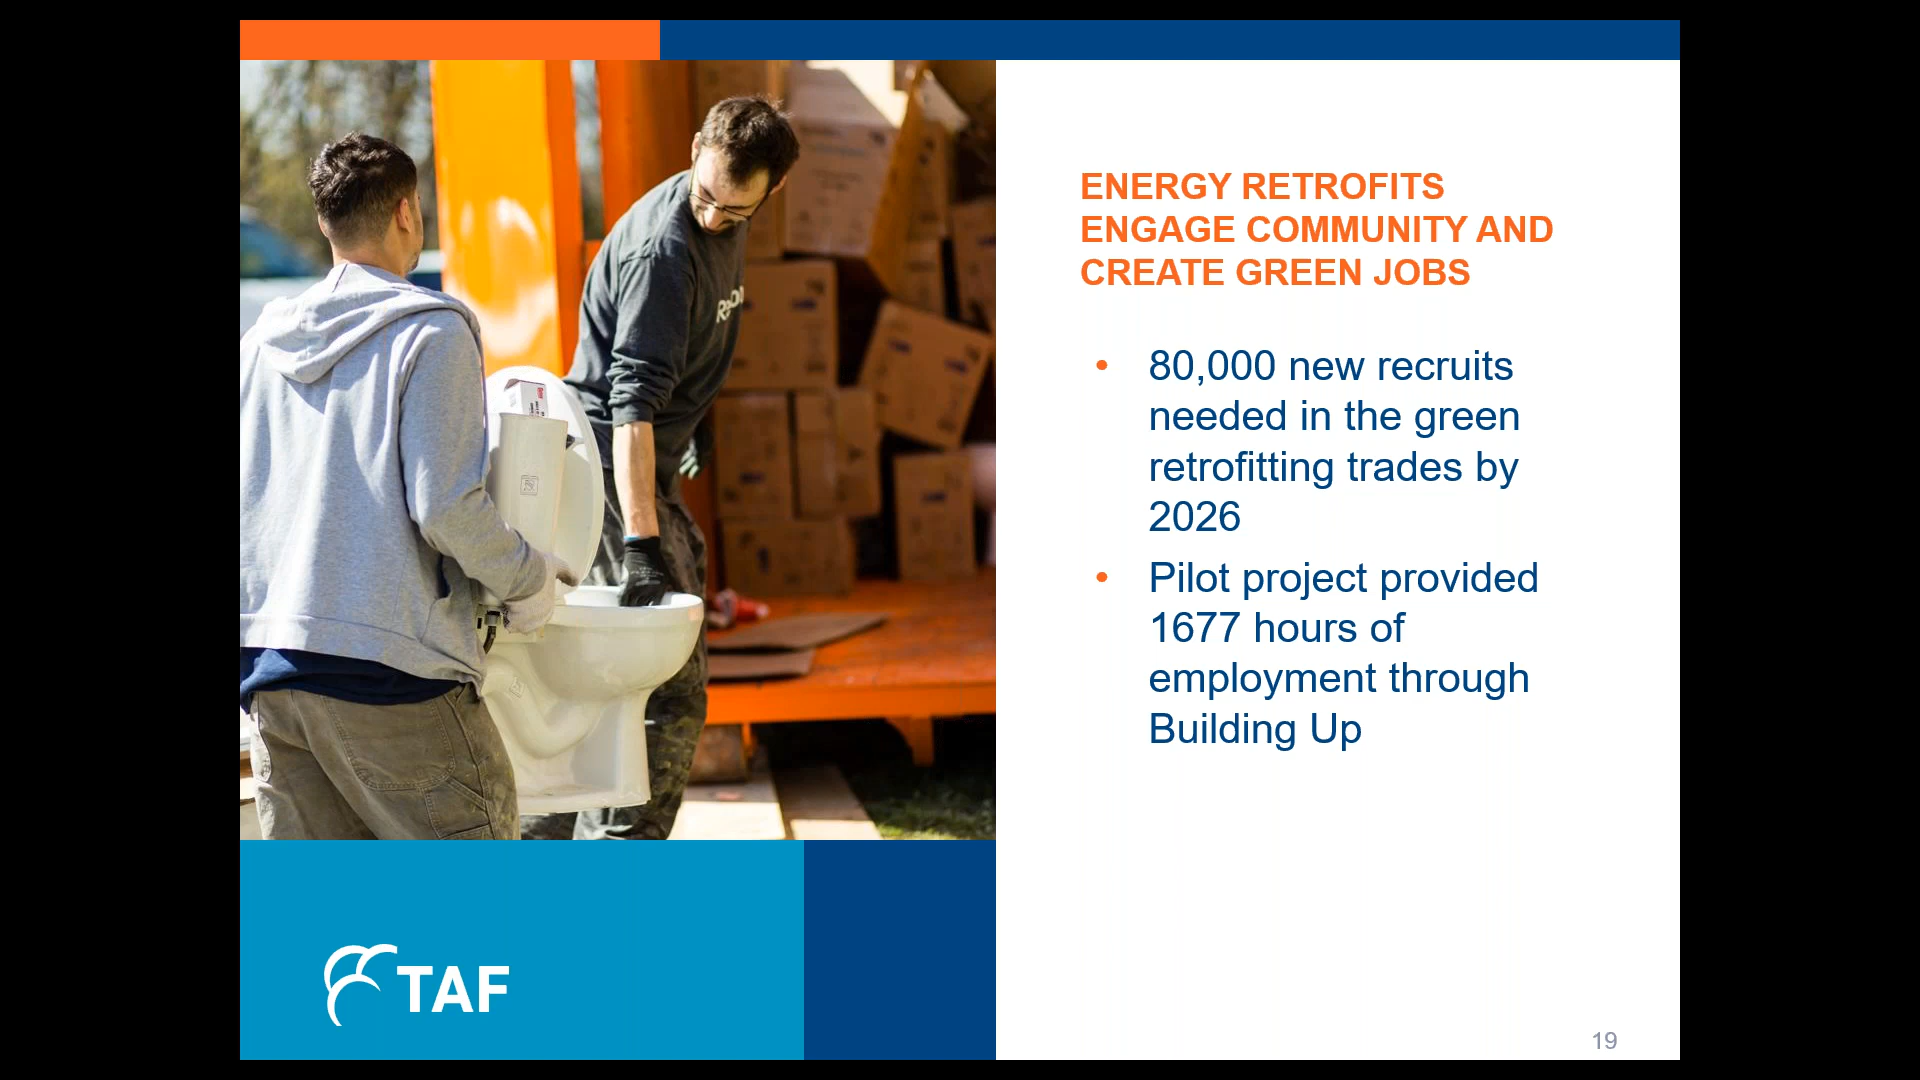 ENERGY RETROFITS
ENGAGE COMMUNITY AND
CREATE GREEN JOBS
• 80,000 new recruits
needed in the green
retrofitting trades by
2026
• Pilot project provided
1677 hours of
employment through
Building Up
TAF
19